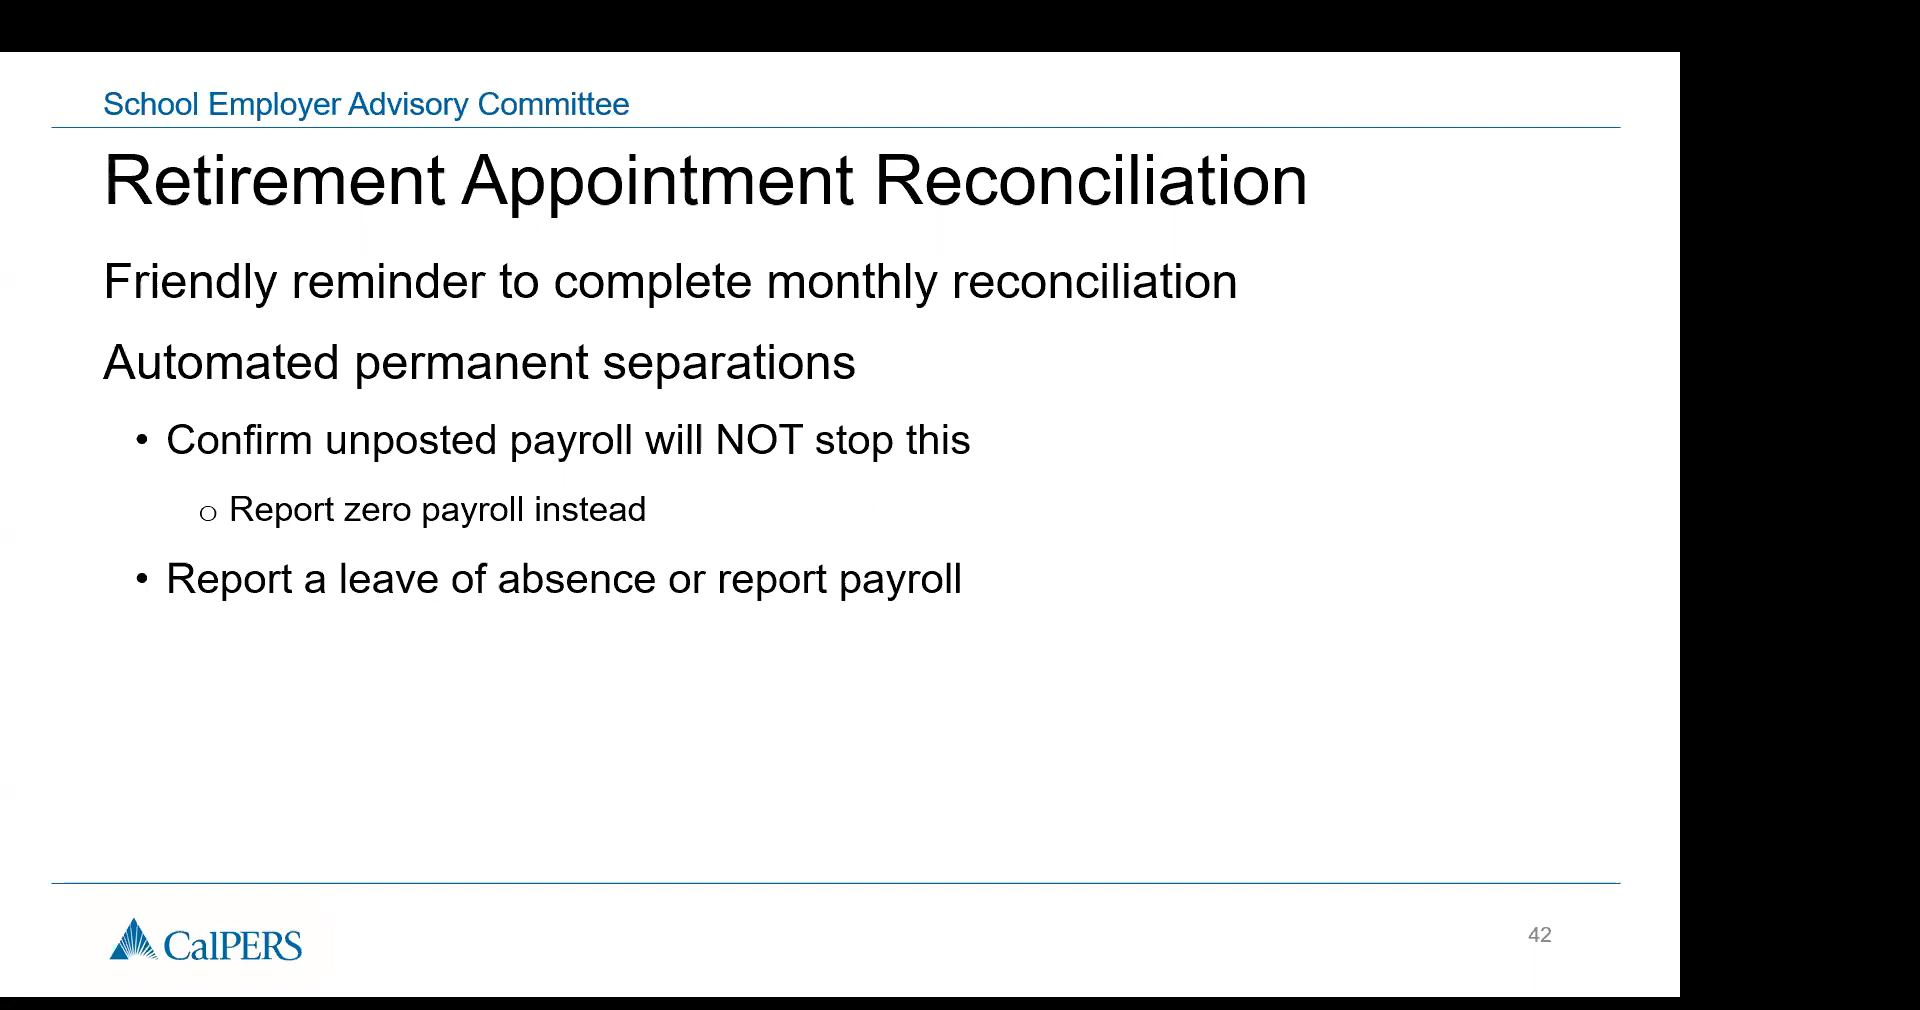 School Employer Advisory Committee
Retirement Appointment Reconciliation
Friendly reminder to complete monthly reconciliation
Automated permanent separations
• Confirm unposted payroll will NOT stop this
o Report zero payroll instead
• Report a leave of absence or report payroll
CalPERS
42